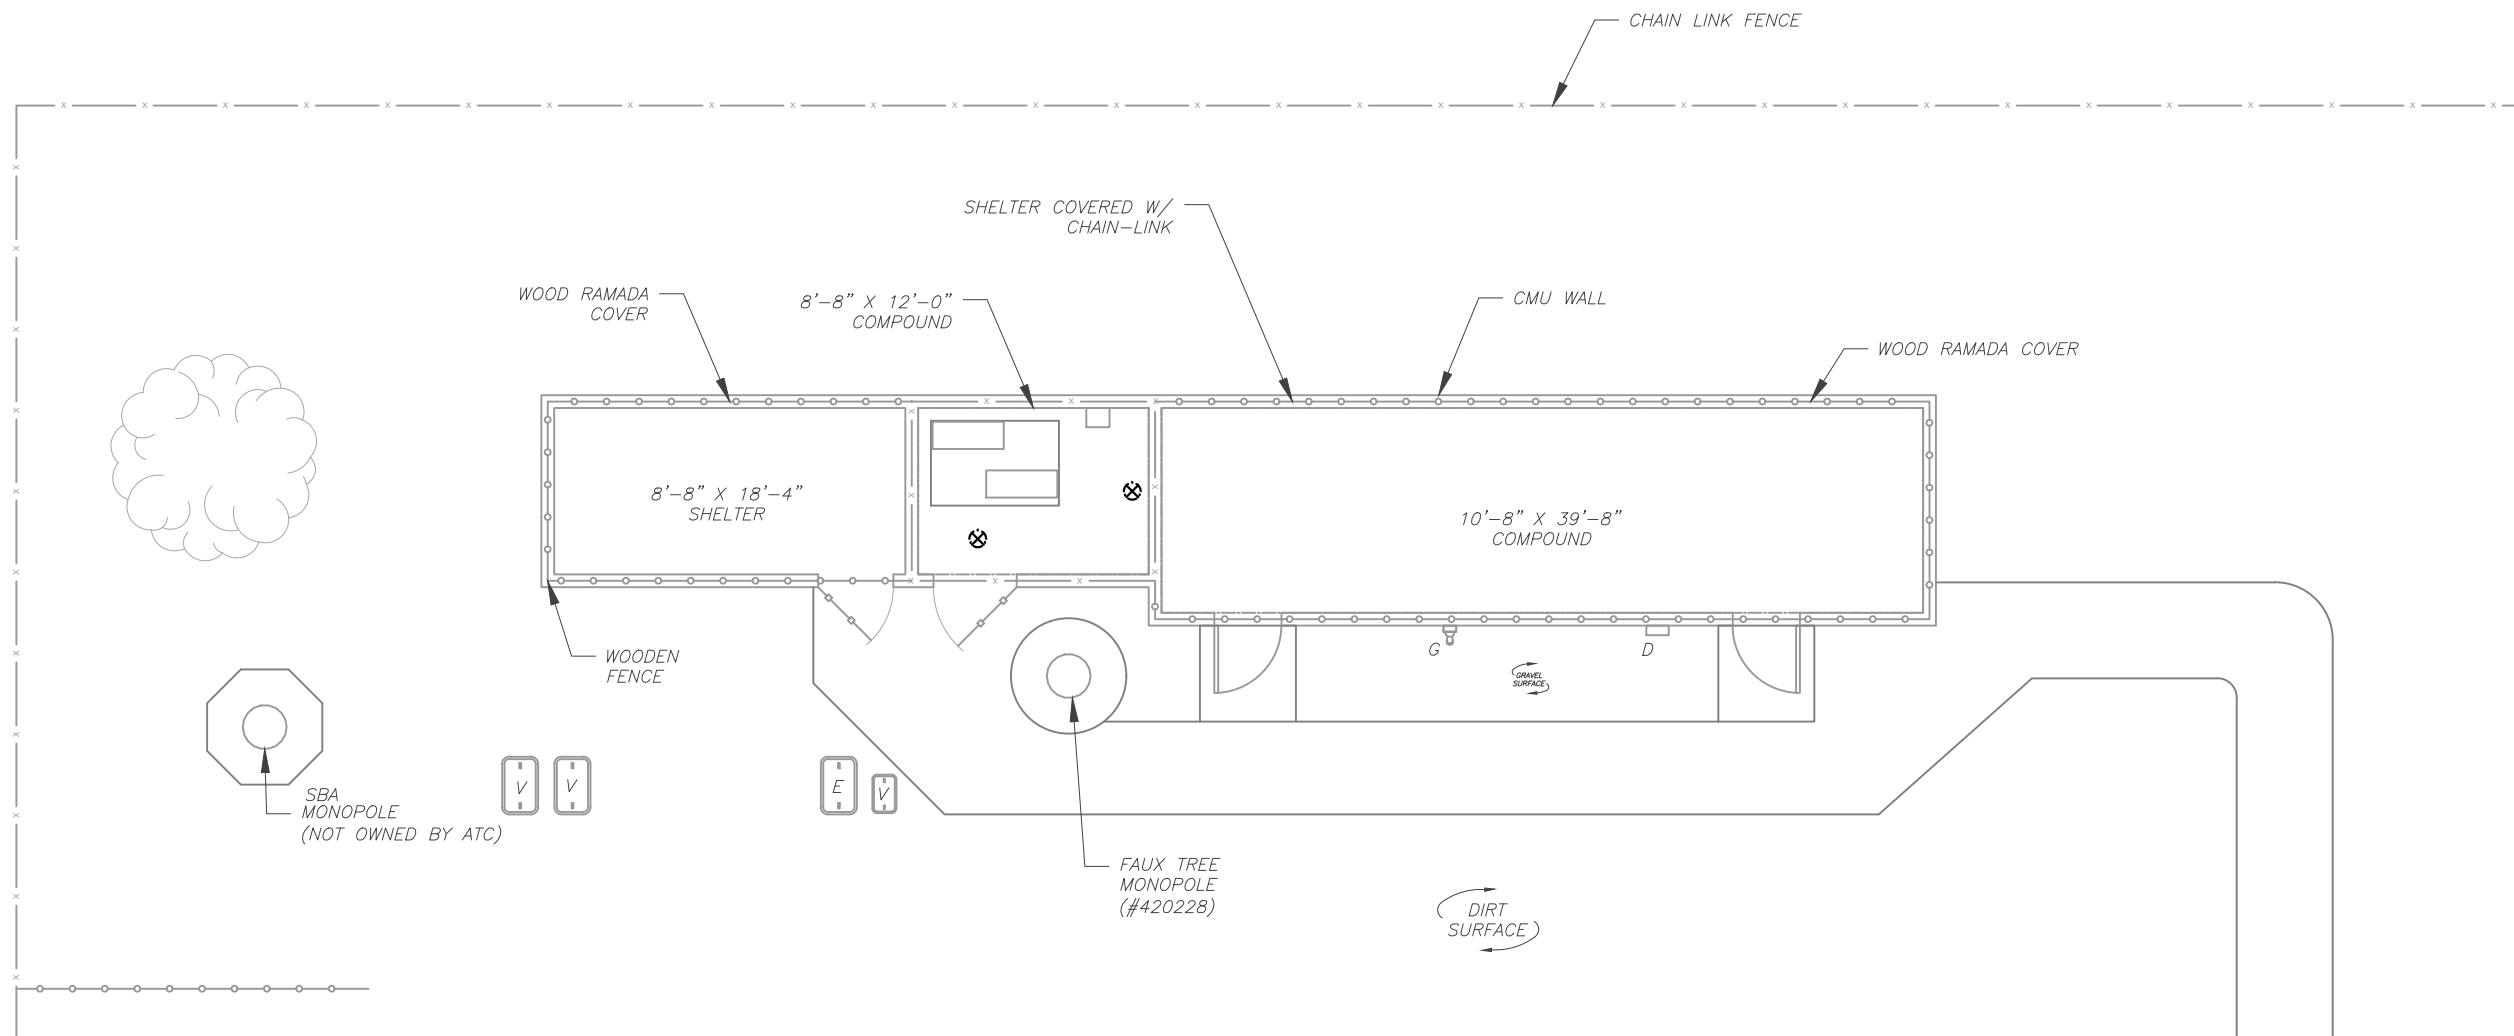 CHAIN LINK FENCE
SHELTER COVERED W/
CHAIN-LINK
WOOD RAMADA
COVER
8'-8" X 12'-0"
COMPOUND
CMU WALL
WOOD RAMADA COVER
8'-8" X 18'-4"
SHELTER
10'-8" X 39'-8"
COMPOUND
WOODEN
FENCE
G
D
GRAVEL
SURFACE
SBA
MONOPOLE
(NOT OWNED BY ATC)
V
V
E
V
FAUX TREE
MONOPOLE
(#420228)
DIRT
SURFACE